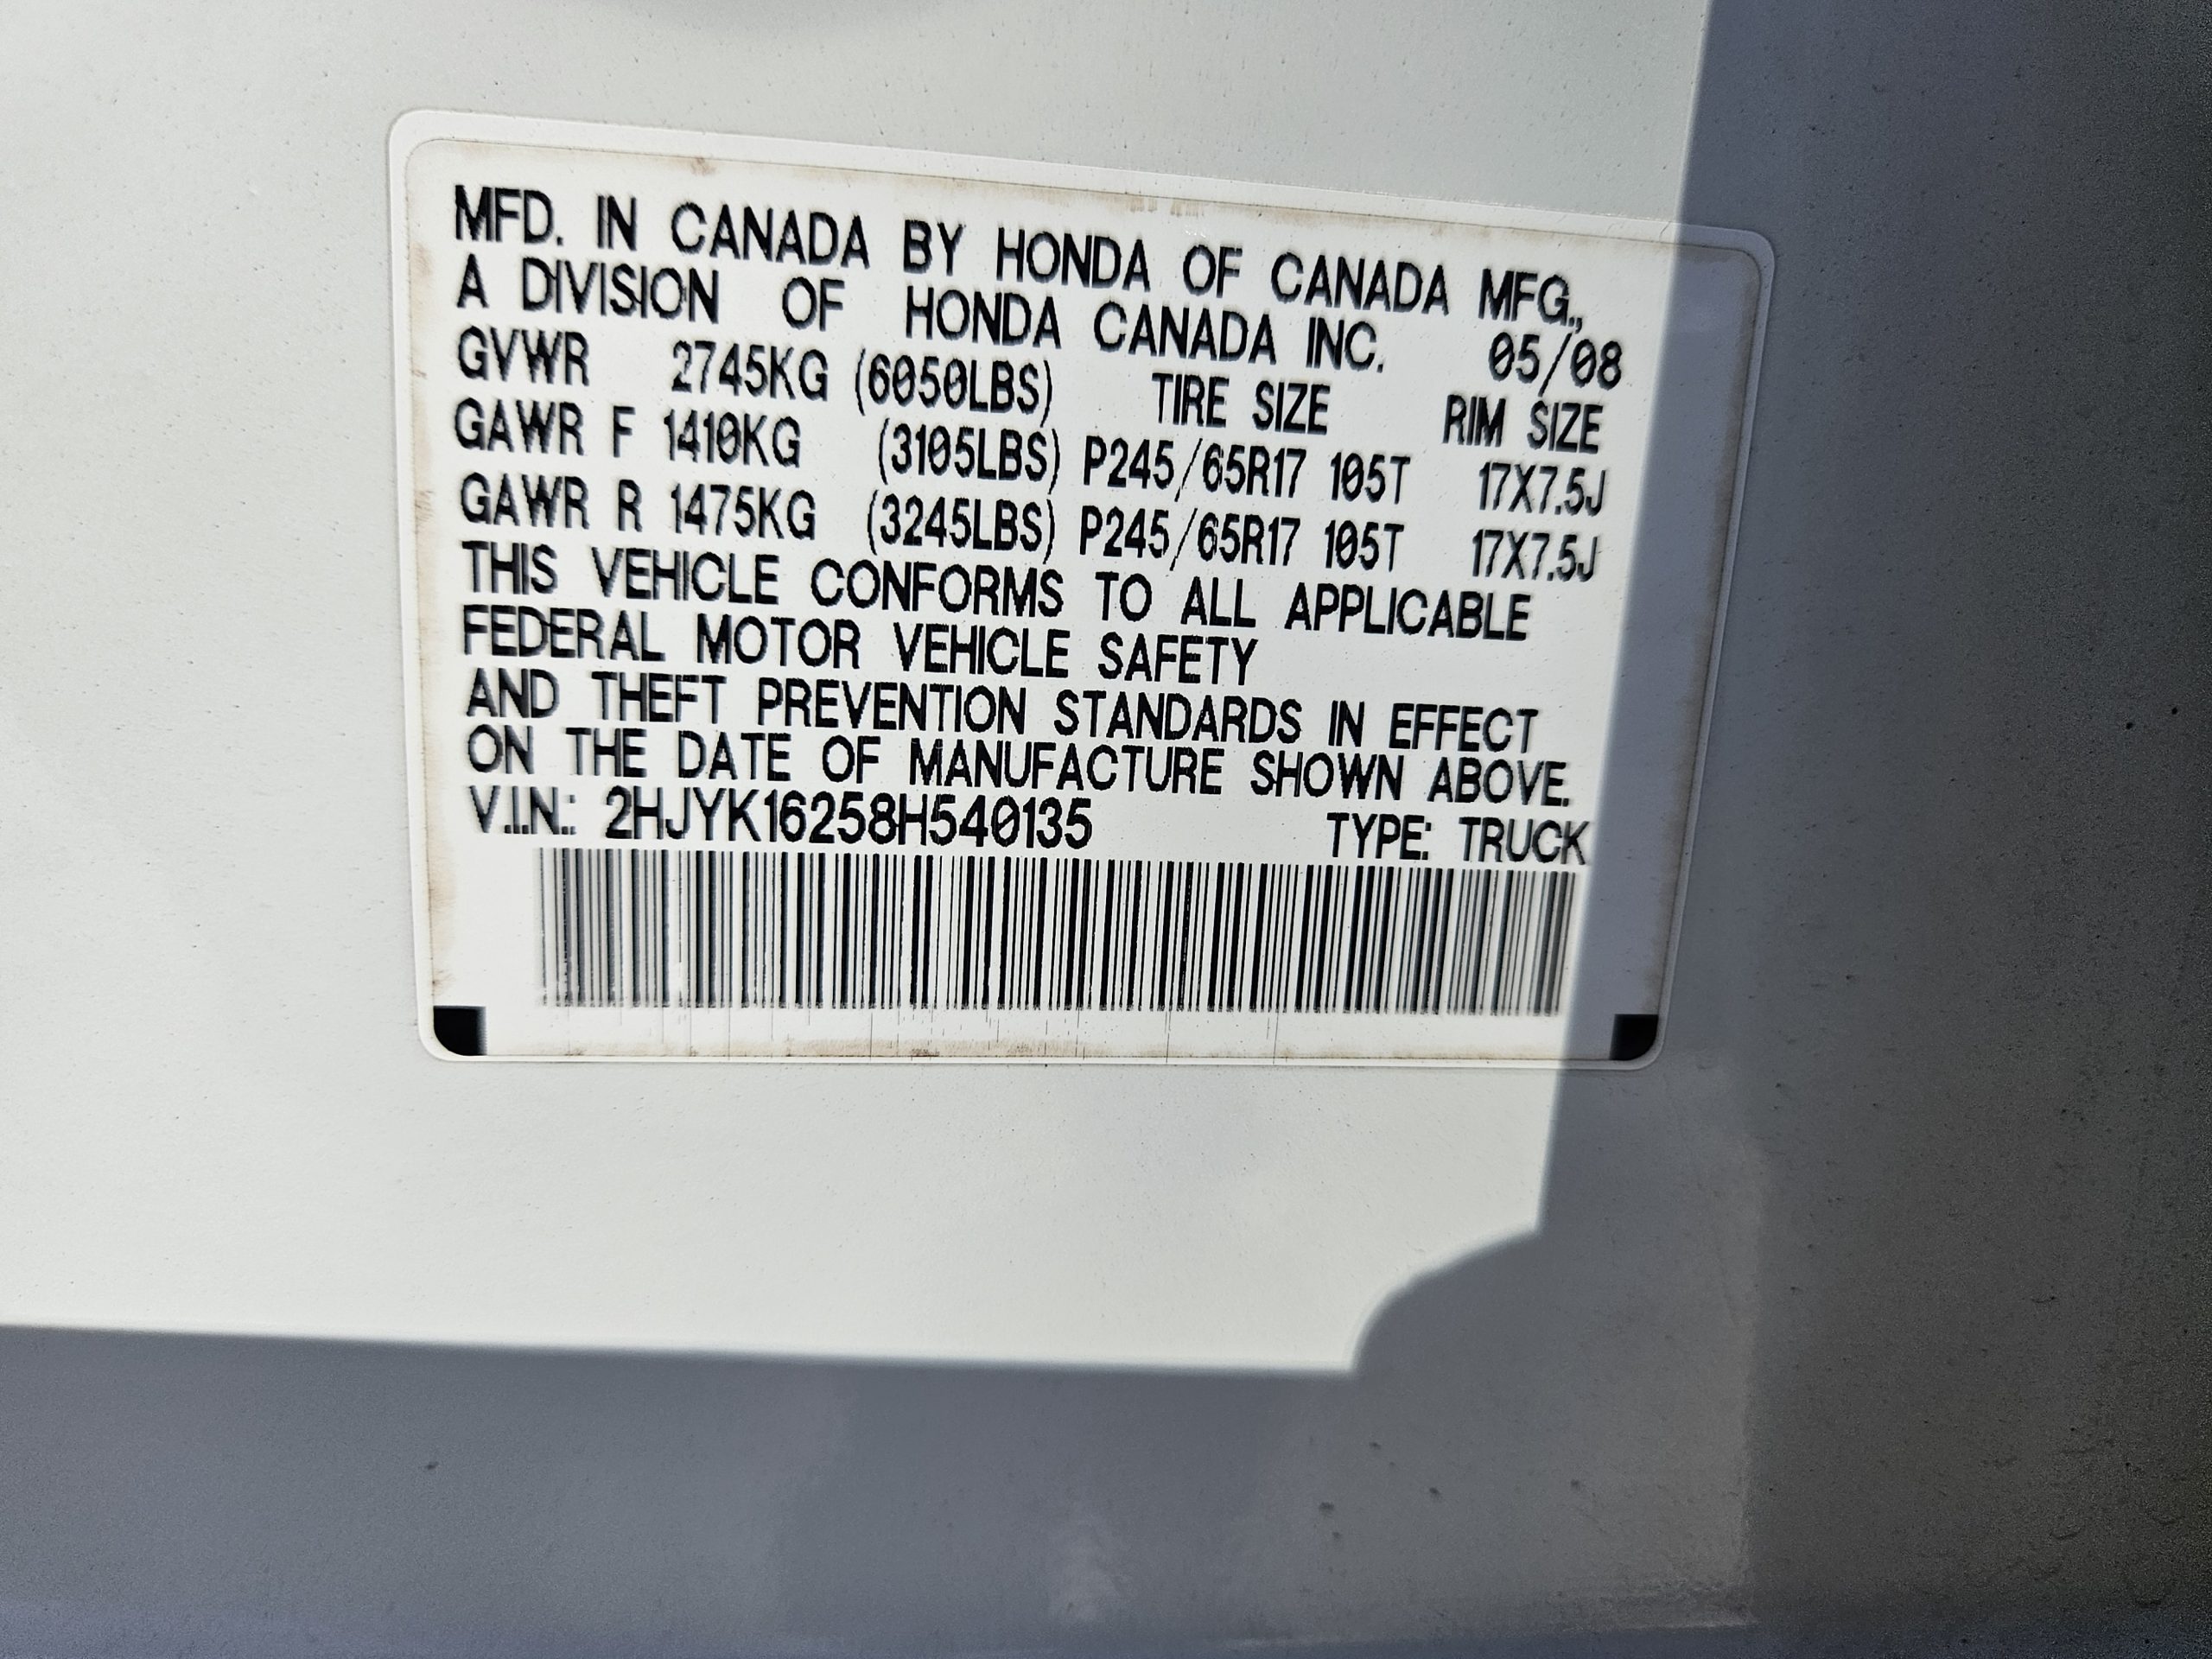 MFD. IN CANADA BY HONDA OF CANADA MFG.,
A DIVISION OF HONDA CANADA INC. 05/08
GVWR 2745KG (6050LBS) TIRE SIZE RIM SIZE
GAWR F 1410KG (3105LBS) P245/65R17 105T 17X7.5J
GAWR R 1475KG (3245LBS) P245/65R17 105T 17X7.5J
THIS VEHICLE CONFORMS TO ALL APPLICABLE
FEDERAL MOTOR VEHICLE SAFETY
AND THEFT PREVENTION STANDARDS IN EFFECT
ON THE DATE OF MANUFACTURE SHOWN ABOVE.
V.I.N.: 2HJYK16258H540135 TYPE: TRUCK